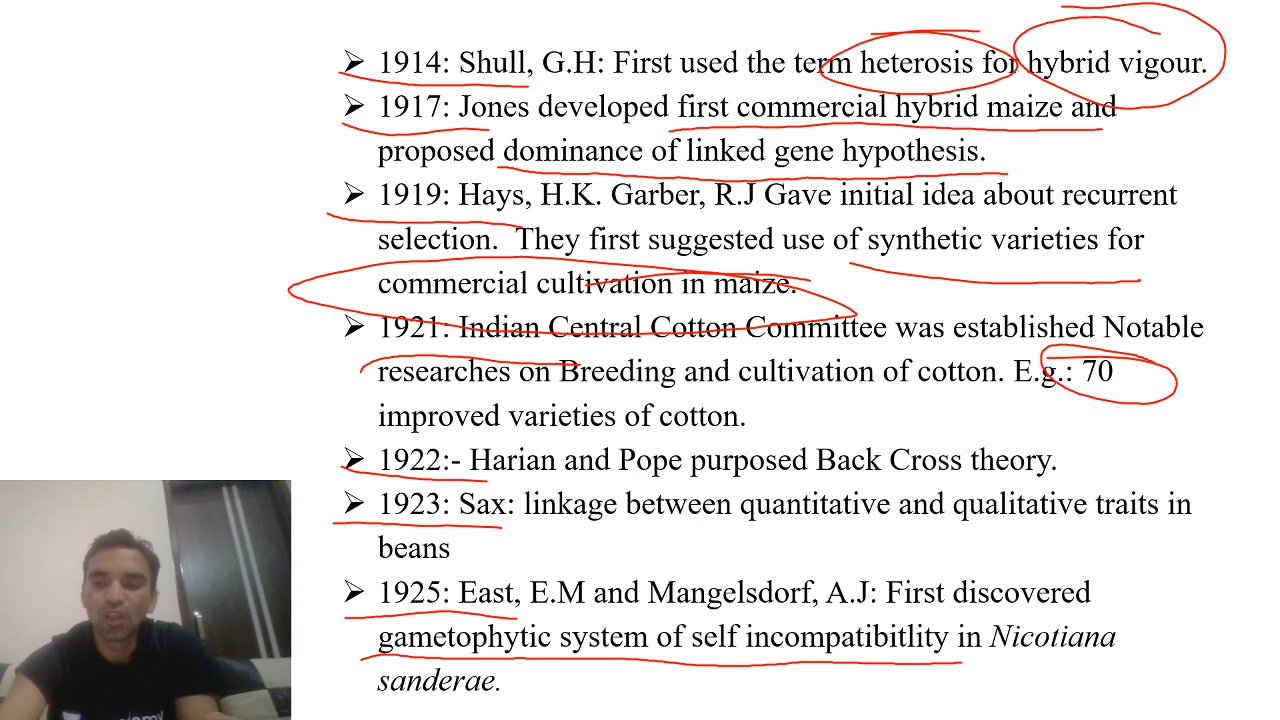 ➢ 1914: Shull, G.H: First used the term heterosis for hybrid vigour.
➢ 1917: Jones developed first commercial hybrid maize and
proposed dominance of linked gene hypothesis.
➢ 1919: Hays, H.K. Garber, R.J Gave initial idea about recurrent
selection. They first suggested use of synthetic varieties for
commercial cultivation in maize.
➢ 1921: Indian Central Cotton Committee was established Notable
researches on Breeding and cultivation of cotton. E.g.: 70
improved varieties of cotton.
➢ 1922:- Harian and Pope purposed Back Cross theory.
➢ 1923: Sax: linkage between quantitative and qualitative traits in
beans
➢ 1925: East, E.M and Mangelsdorf, A.J: First discovered
gametophytic system of self incompatibitlity in Nicotiana
sanderae.